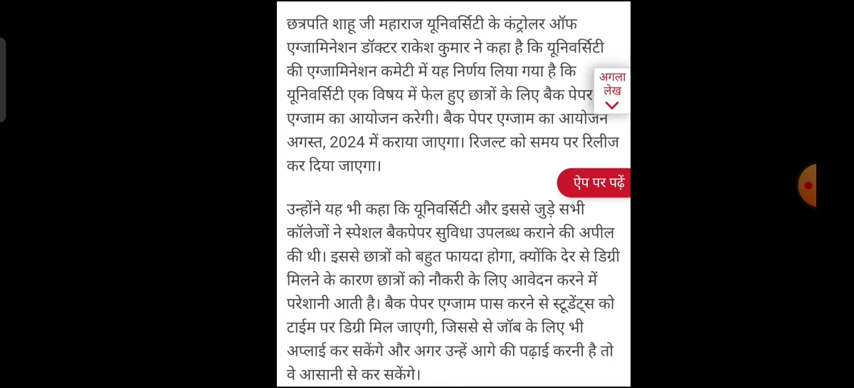 छत्रपति शाहू जी महाराज यूनिवर्सिटी के कंट्रोलर ऑफ
एग्जामिनेशन डॉक्टर राकेश कुमार ने कहा है कि यूनिवर्सिटी
की एग्जामिनेशन कमेटी में यह निर्णय लिया गया है कि
अगला
लेख
यूनिवर्सिटी एक विषय में फेल हुए छात्रों के लिए बैक पेपर
एग्जाम का आयोजन करेगी। बैक पेपर एग्जाम का आयोजन
अगस्त, 2024 में कराया जाएगा। रिजल्ट को समय पर रिलीज
कर दिया जाएगा।
ऐप पर पढ़ें
उन्होंने यह भी कहा कि यूनिवर्सिटी और इससे जुड़े सभी
कॉलेजों ने स्पेशल बैकपेपर सुविधा उपलब्ध कराने की अपील
की थी। इससे छात्रों को बहुत फायदा होगा, क्योंकि देर से डिग्री
मिलने के कारण छात्रों को नौकरी के लिए आवेदन करने में
परेशानी आती है। बैक पेपर एग्जाम पास करने से स्टूडेंट्स को
टाईम पर डिग्री मिल जाएगी, जिससे से जॉब के लिए भी
अप्लाई कर सकेंगे और अगर उन्हें आगे की पढ़ाई करनी है तो
वे आसानी से कर सकेंगे।